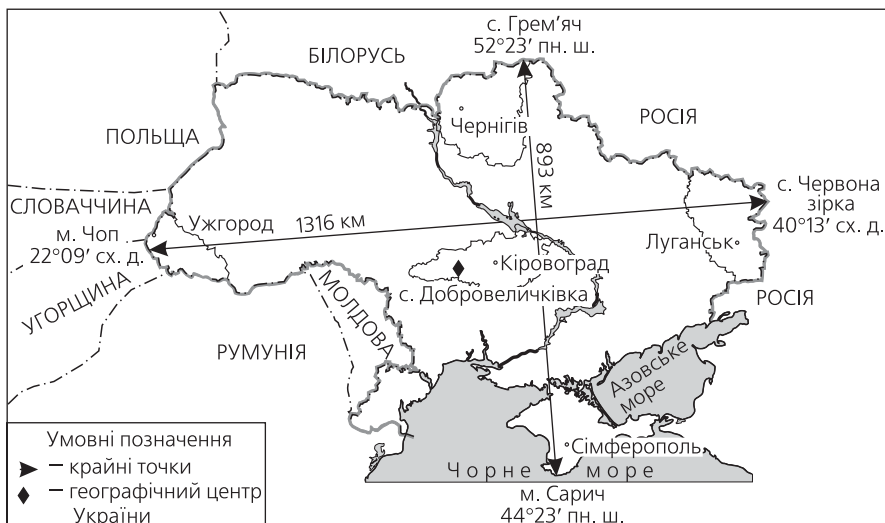 с. Грем’яч
52°23′ пн. ш.
БІЛОРУСЬ
Чернігів
РОСІЯ
ПОЛЬЩА
893 км
с. Червона
зірка
40°13′ сх. д.
СЛОВАЧЧИНА
Ужгород
1316 км
м. Чоп
22°09′ сх. д.
Луганськ
Кіровоград
с. Добровеличківка
УГОРЩИНА
МОЛДОВА
РОСІЯ
РУМУНІЯ
Азовське
море
Умовні позначення
– крайні точки
– географічний центр
України
Сімферополь
Чорне море
м. Сарич
44°23′ пн. ш.